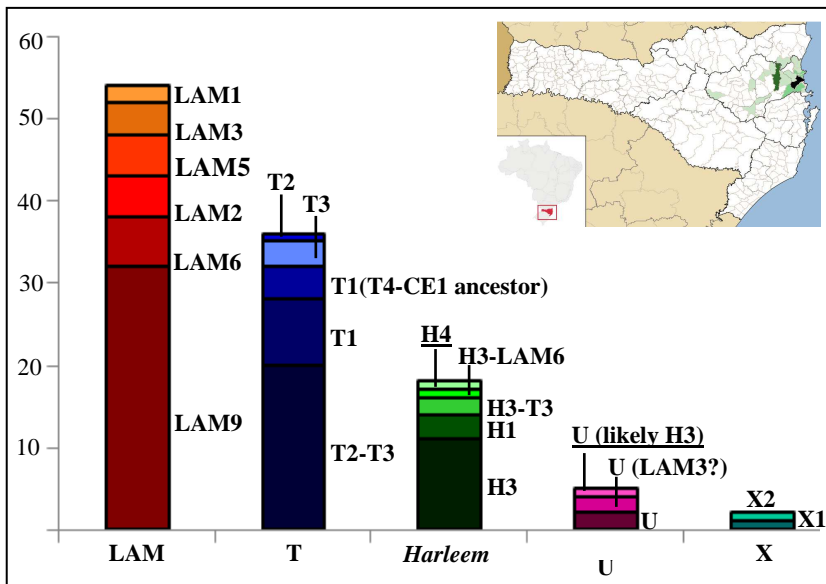 60
50
40
30
20
10
LAM1
LAM3
LAM5
LAM2
LAM6
LAM9
T2
T3
T1(T4-CE1 ancestor)
T1
T2-T3
H4
H3-LAM6
H3-T3
H1
H3
U (likely H3)
U (LAM3?)
U
X2
X1
LAM
T
Harleem
U
X